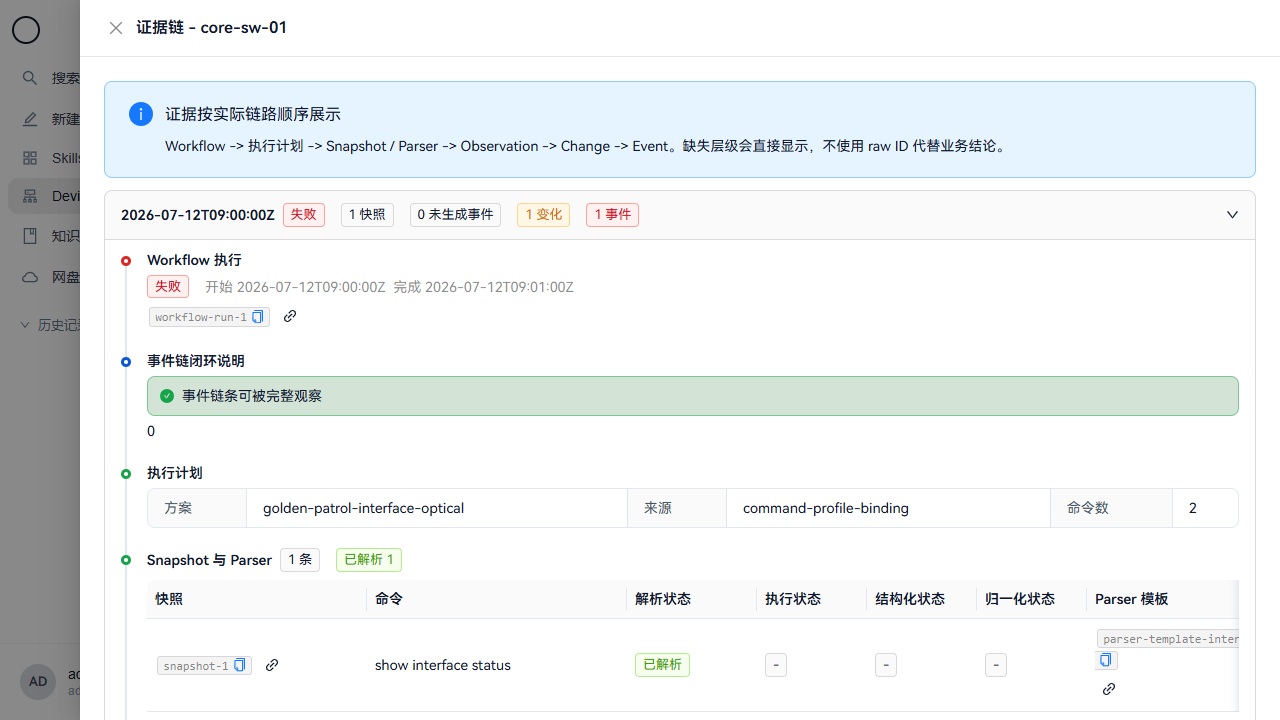 证据链 - core-sw-01
搜索
新建
Skills
Devi
知识
网盘
历史记录
AD
ad
ad
证据按实际链路顺序展示
Workflow -> 执行计划 -> Snapshot / Parser -> Observation -> Change -> Event。缺失层级会直接显示，不使用 raw ID 代替业务结论。
2026-07-12T09:00:00Z 失败 1 快照 0 未生成事件 1 变化 1 事件
Workflow 执行
失败 开始 2026-07-12T09:00:00Z 完成 2026-07-12T09:01:00Z
workflow-run-1
事件链闭环说明
事件链条可被完整观察
0
执行计划
方案 golden-patrol-interface-optical 来源 command-profile-binding 命令数 2
Snapshot 与 Parser 1 条 已解析 1
快照 命令 解析状态 执行状态 结构化状态 归一化状态 Parser 模板
snapshot-1 show interface status 已解析 - - - parser-template-inter